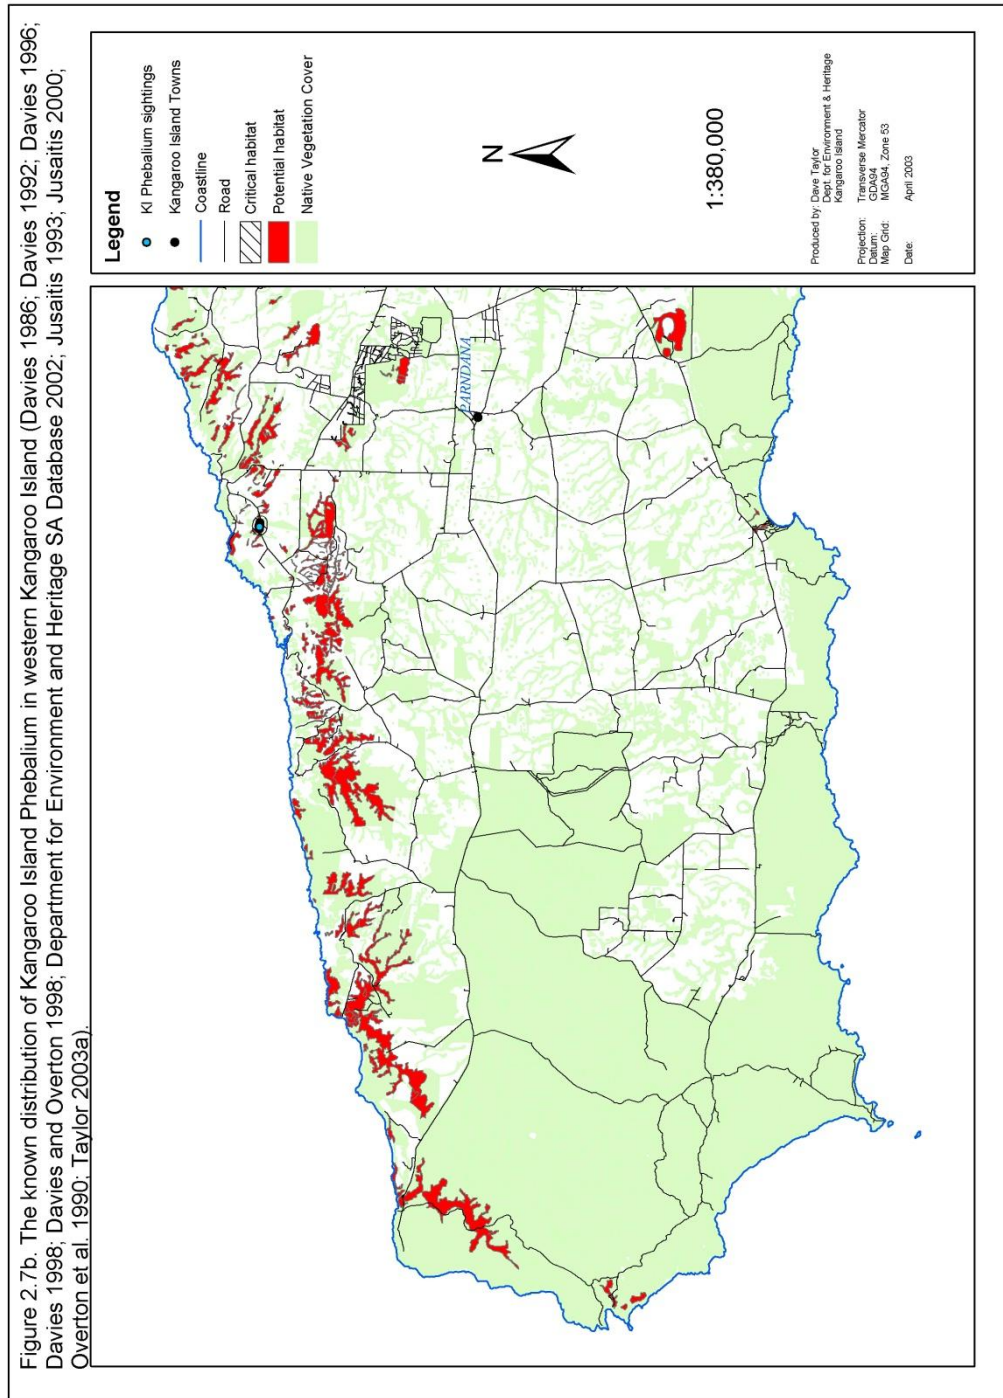 Figure 2.7b. The known distribution of Kangaroo Island Phebalium in western Kangaroo Island (Davies 1986; Davies 1992; Davies 1996;
Davies 1998; Davies and Overton 1998; Department for Environment and Heritage SA Database 2002; Jusaitis 1993; Jusaitis 2000;
Overton et al. 1990; Taylor 2003a).
Legend
KI Phebalium sightings
Kangaroo Island Towns
Coastline
Road
Critical habitat
Potential habitat
Native Vegetation Cover
N
1:380,000
Produced by: Dave Taylor
Dept. for Environment & Heritage
Kangaroo Island
Projection: Transverse Mercator
Datum: GDA94
Map Grid: MGA94, Zone 53
Date: April 2003
PARNDANA